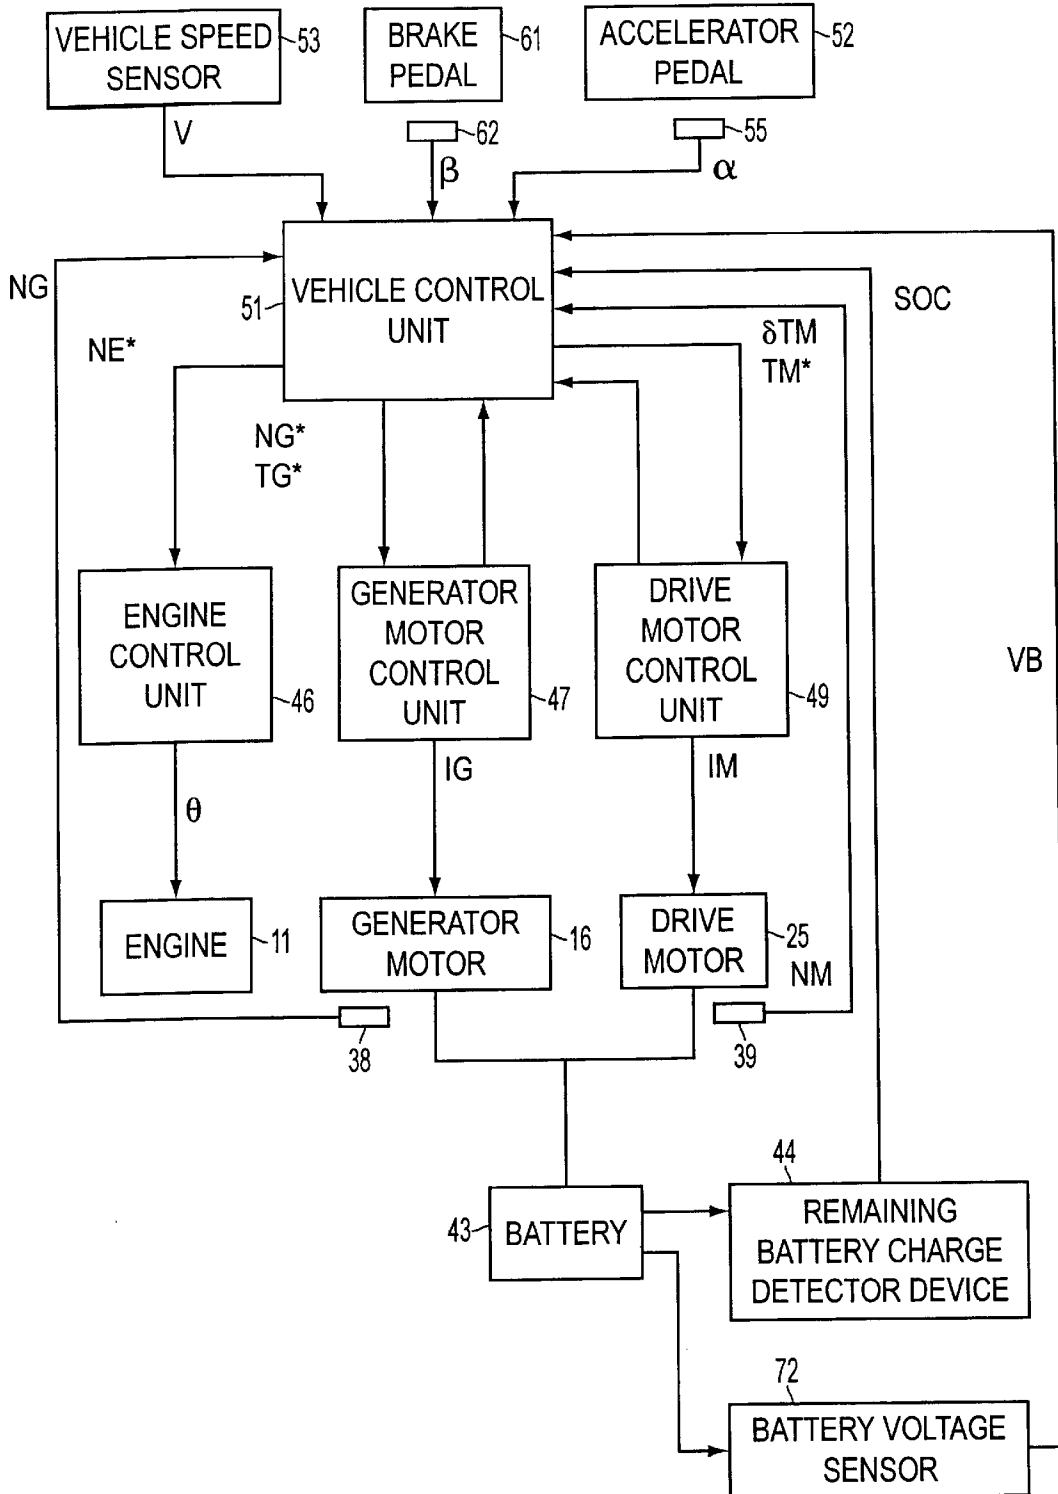 VEHICLE SPEED
SENSOR
53
BRAKE
PEDAL
61
ACCELERATOR
PEDAL
52
V
62
β
55
α
NG
51
VEHICLE CONTROL
UNIT
SOC
NE*
δTM
TM*
NG*
TG*
ENGINE
CONTROL
UNIT
46
GENERATOR
MOTOR
CONTROL
UNIT
47
DRIVE
MOTOR
CONTROL
UNIT
49
VB
θ
IG
IM
ENGINE
11
GENERATOR
MOTOR
16
DRIVE
MOTOR
25
NM
38
39
43
BATTERY
44
REMAINING
BATTERY CHARGE
DETECTOR DEVICE
72
BATTERY VOLTAGE
SENSOR